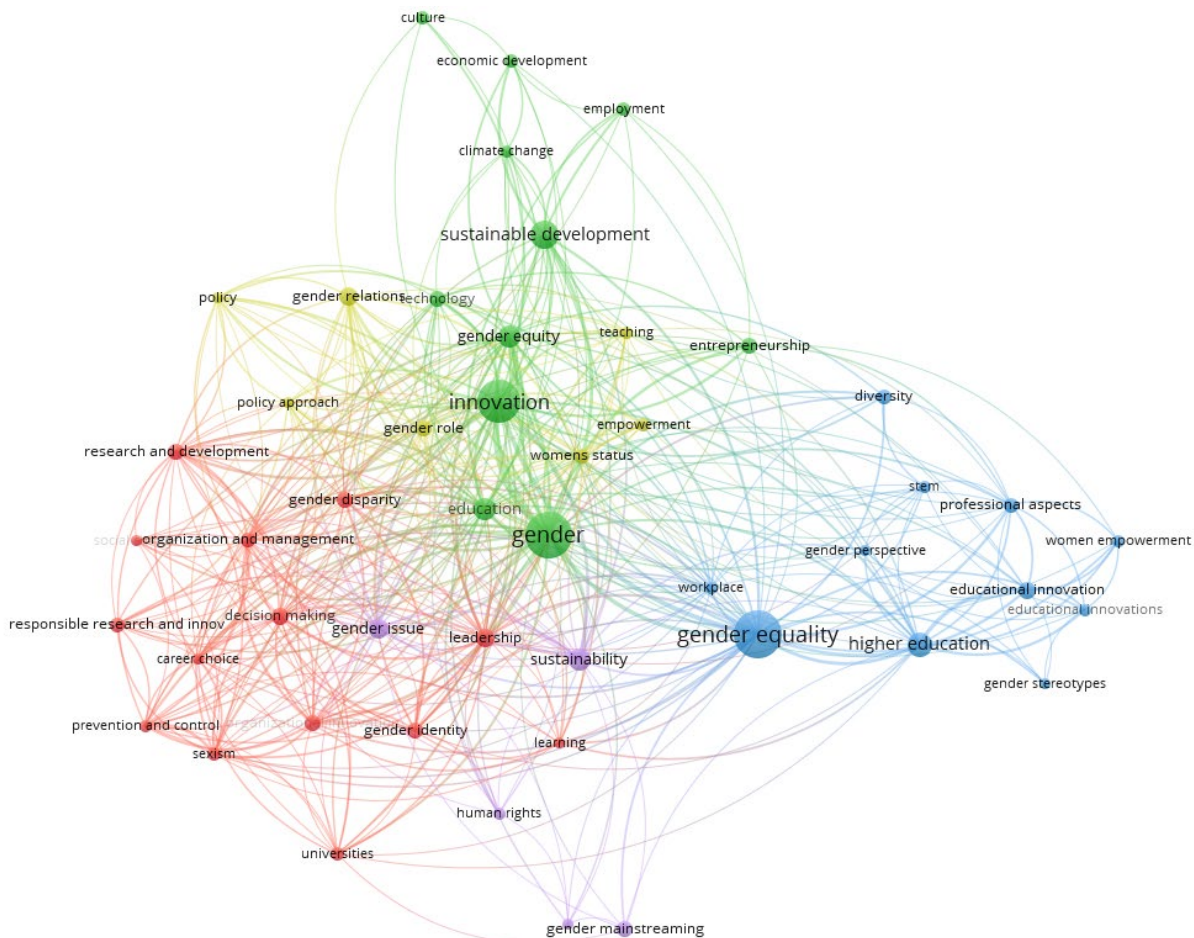 culture
economic development
employment
climate change
sustainable development
policy
gender relations
technology
gender equity
teaching
entrepreneurship
policy approach
innovation
diversity
gender role
empowerment
research and development
womens status
gender disparity
stem
education
professional aspects
gender
social
organization and management
women empowerment
gender perspective
workplace
educational innovation
educational innovations
decision making
responsible research and innov
gender issue
leadership
gender equality
higher education
career choice
sustainability
gender stereotypes
prevention and control
gender identity
sexism
learning
human rights
universities
gender mainstreaming